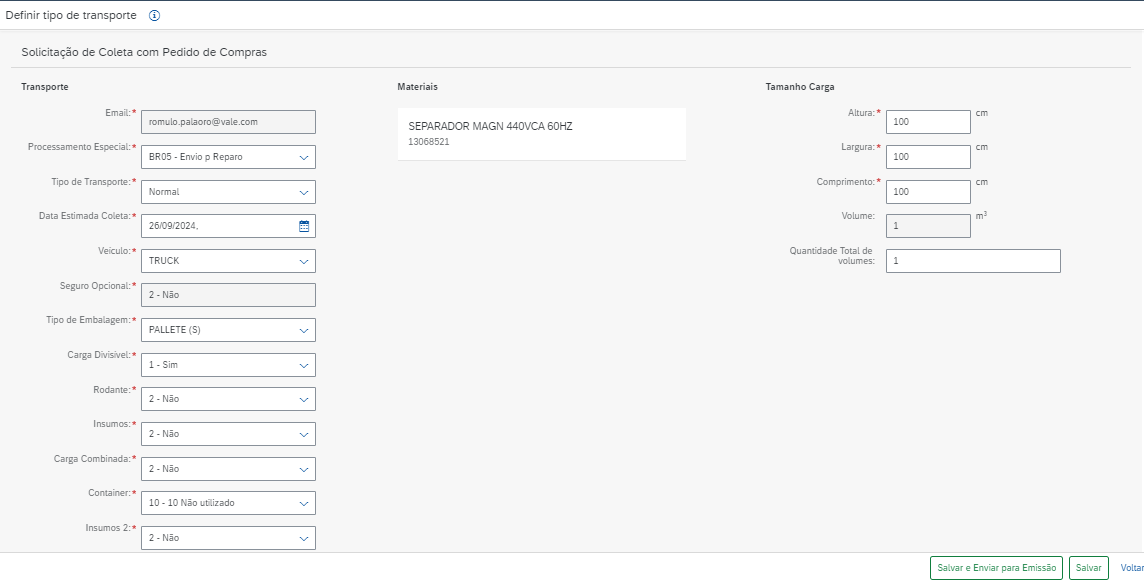 Definir tipo de transporte
Solicitação de Coleta com Pedido de Compras
Transporte
Email:*
romulo.palaoro@vale.com
Processamento Especial:*
BR05 - Envio p Reparo
Tipo de Transporte:*
Normal
Data Estimada Coleta:*
26/09/2024,
Veículo:*
TRUCK
Seguro Opcional:*
2 - Não
Tipo de Embalagem:*
PALLETE (S)
Carga Divisível:*
1 - Sim
Rodante:*
2 - Não
Insumos:*
2 - Não
Carga Combinada:*
2 - Não
Container:*
10 - 10 Não utilizado
Insumos 2:*
2 - Não
Materiais
SEPARADOR MAGN 440VCA 60HZ
13068521
Tamanho Carga
Altura:*
100
cm
Largura:*
100
cm
Comprimento:*
100
cm
Volume:
1
m³
Quantidade Total de
volumes:
1
Salvar e Enviar para Emissão
Salvar
Voltar